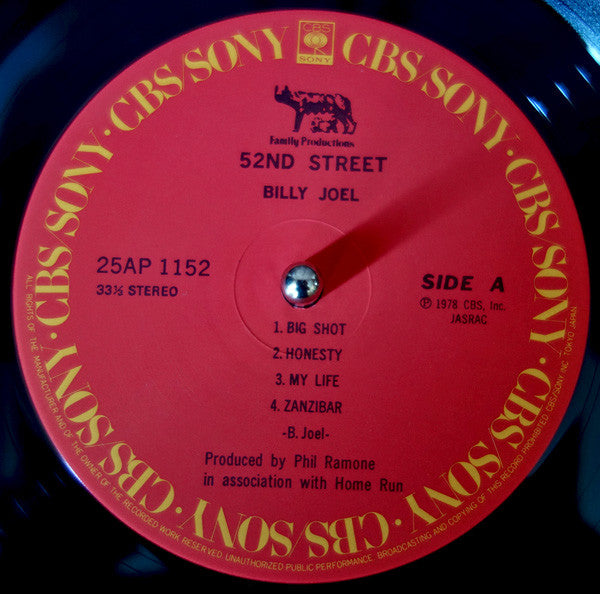 CBS
SONY
CBS/SONY · CBS/SONY · CBS/SONY · CBS/SONY · CBS/SONY · CBS/SONY · CBS/SONY · CBS/SONY
Family Productions
52ND STREET
BILLY JOEL
25AP 1152
33⅓ STEREO
SIDE A
Ⓟ 1978 CBS, Inc.
JASRAC
1. BIG SHOT
2. HONESTY
3. MY LIFE
4. ZANZIBAR
-B. Joel-
Produced by Phil Ramone
in association with Home Run
ALL RIGHTS OF THE MANUFACTURER AND OF THE OWNER OF THE RECORDED WORK RESERVED. UNAUTHORIZED PUBLIC PERFORMANCE, BROADCASTING AND COPYING OF THIS RECORD PROHIBITED. CBS/SONY INC. TOKYO JAPAN